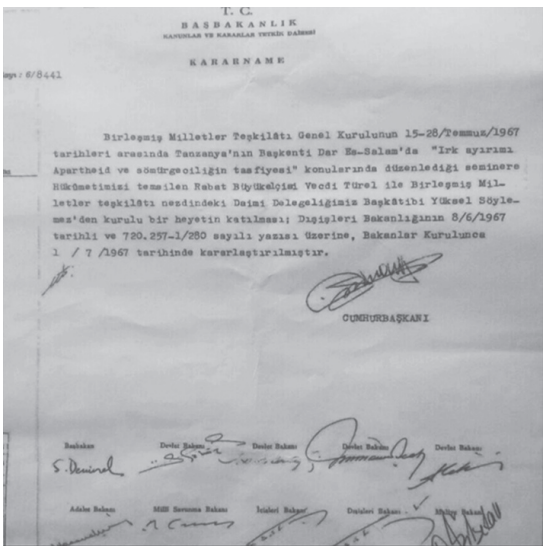 T. C.
BAŞBAKANLIK
KANUNLAR VE KARARLAR TETKİK DAİRESİ
KARARNAME
Sayı : 6/8441
Birleşmiş Milletler Teşkilâtı Genel Kurulunun 15-28/Temmuz/1967
tarihleri arasında Tanzanya'nın Başkenti Dar Es-Salam'da "Irk ayırımı
Apartheid ve sömürgeciliğin tasfiyesi" konularında düzenlediği seminere
Hükûmetimizi temsilen Rabat Büyükelçisi Vecdi Türel ile Birleşmiş Mil-
letler teşkilatı nezdindeki Daimi Delegeliğimiz Başkâtibi Yüksel Söyle-
mez'den kurulu bir heyetin katılması; Dışişleri Bakanlığının 8/6/1967
tarihli ve 720.257-1/280 sayılı yazısı üzerine, Bakanlar Kurulunca
1 / 7 /1967 tarihinde kararlaştırılmıştır.
CUMHURBAŞKANI
Başbakan Devlet Bakanı Devlet Bakanı Devlet Bakanı Devlet Bakanı
S. Demirel
Adalet Bakanı Milli Savunma Bakanı İçişleri Bakanı Dışişleri Bakanı Maliye Bakanı